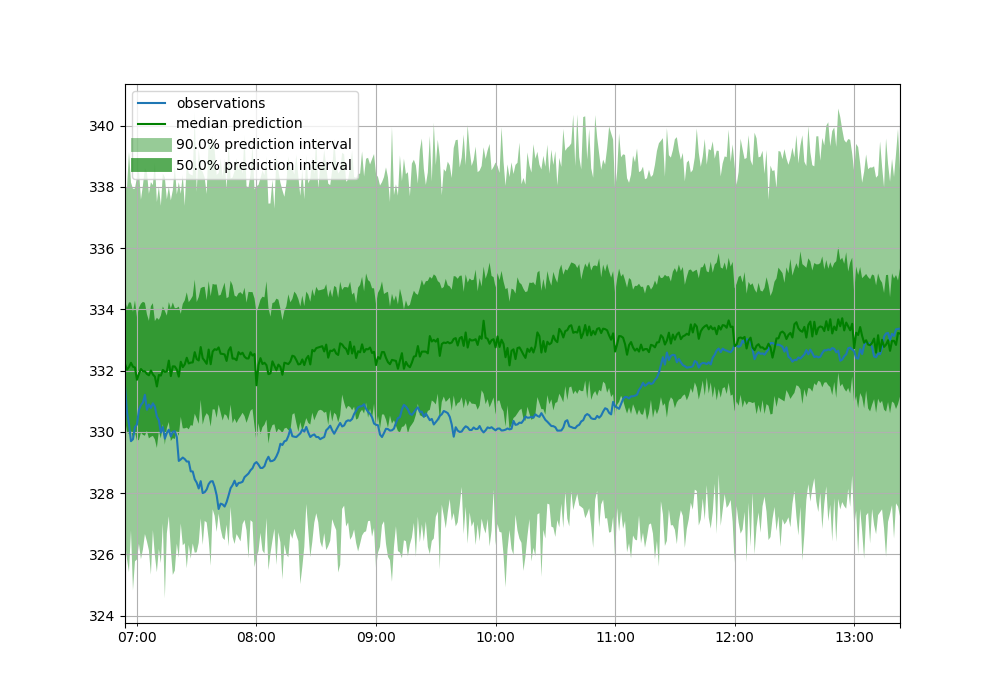 observations
median prediction
90.0% prediction interval
50.0% prediction interval
340
338
336
334
332
330
328
326
324
07:00 08:00 09:00 10:00 11:00 12:00 13:00